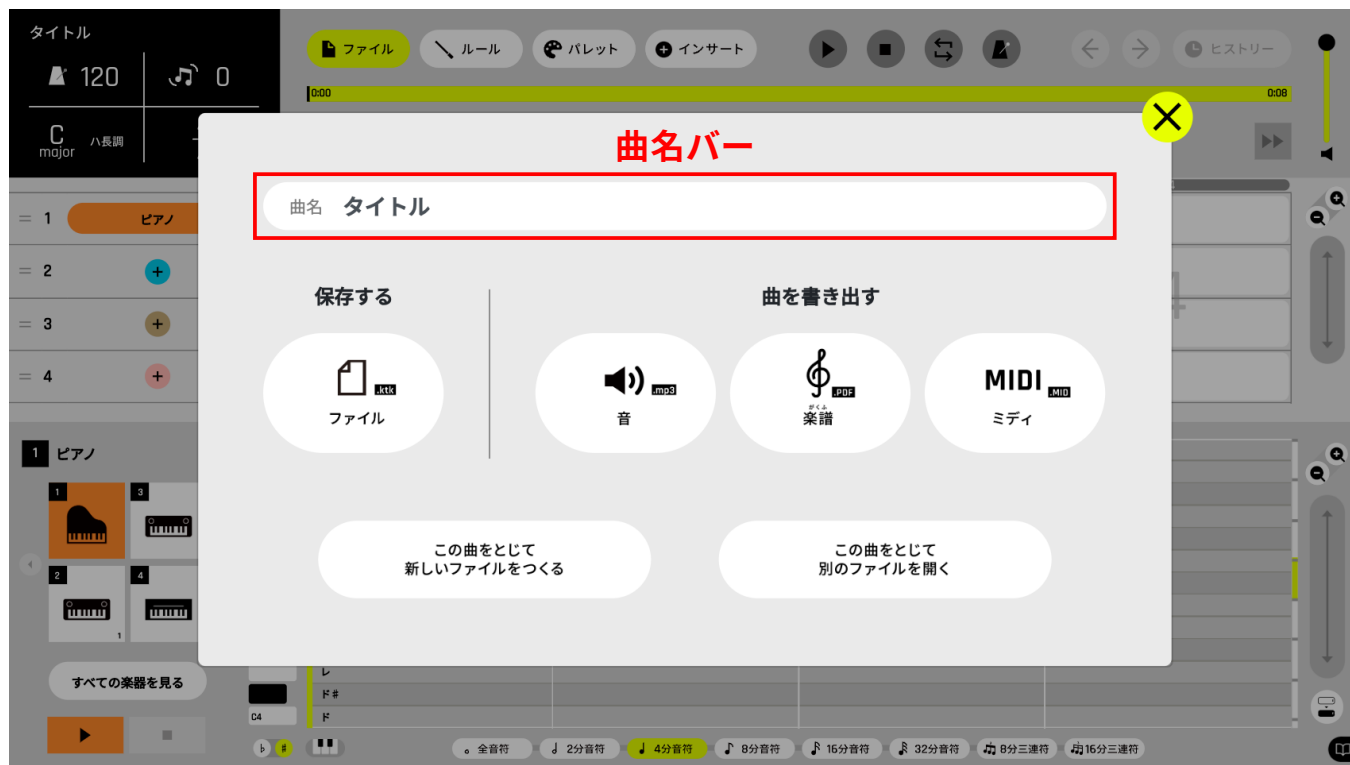 タイトル
120
0
C
major
ハ長調
ファイル
ルール
パレット
インサート
ヒストリー
0:00
0:08
曲名バー
曲名 タイトル
保存する
曲を書き出す
.ktk
ファイル
.mp3
音
.PDF
がくふ
楽譜
MIDI .MID
ミディ
この曲をとじて
新しいファイルをつくる
この曲をとじて
別のファイルを開く
= 1 ピアノ
= 2
= 3
= 4
4
1 ピアノ
1
3
2
4
1
すべての楽器を見る
レ
ド#
C4 ド
♭ #
全音符
2分音符
4分音符
8分音符
16分音符
32分音符
8分三連符
16分三連符